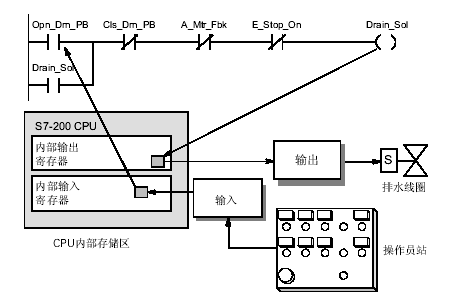 Opn_Drn_PB Cls_Drn_PB A_Mtr_Fbk E_Stop_On Drain_Sol
Drain_Sol
S7-200 CPU
内部输出
寄存器
输出
S
排水线圈
内部输入
寄存器
输入
CPU内部存储区
操作员站